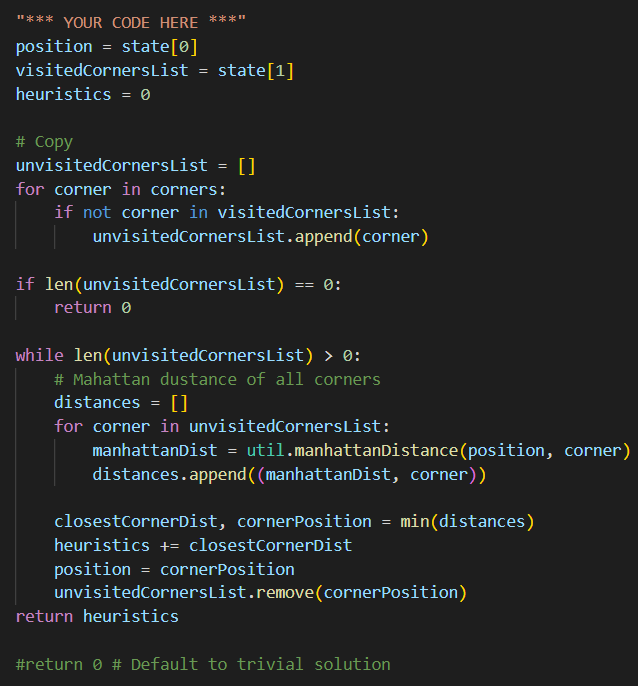 "*** YOUR CODE HERE ***"
position = state[0]
visitedCornersList = state[1]
heuristics = 0

# Copy
unvisitedCornersList = []
for corner in corners:
    if not corner in visitedCornersList:
        unvisitedCornersList.append(corner)

if len(unvisitedCornersList) == 0:
    return 0

while len(unvisitedCornersList) > 0:
    # Mahattan dustance of all corners
    distances = []
    for corner in unvisitedCornersList:
        manhattanDist = util.manhattanDistance(position, corner)
        distances.append((manhattanDist, corner))

    closestCornerDist, cornerPosition = min(distances)
    heuristics += closestCornerDist
    position = cornerPosition
    unvisitedCornersList.remove(cornerPosition)
return heuristics

#return 0 # Default to trivial solution